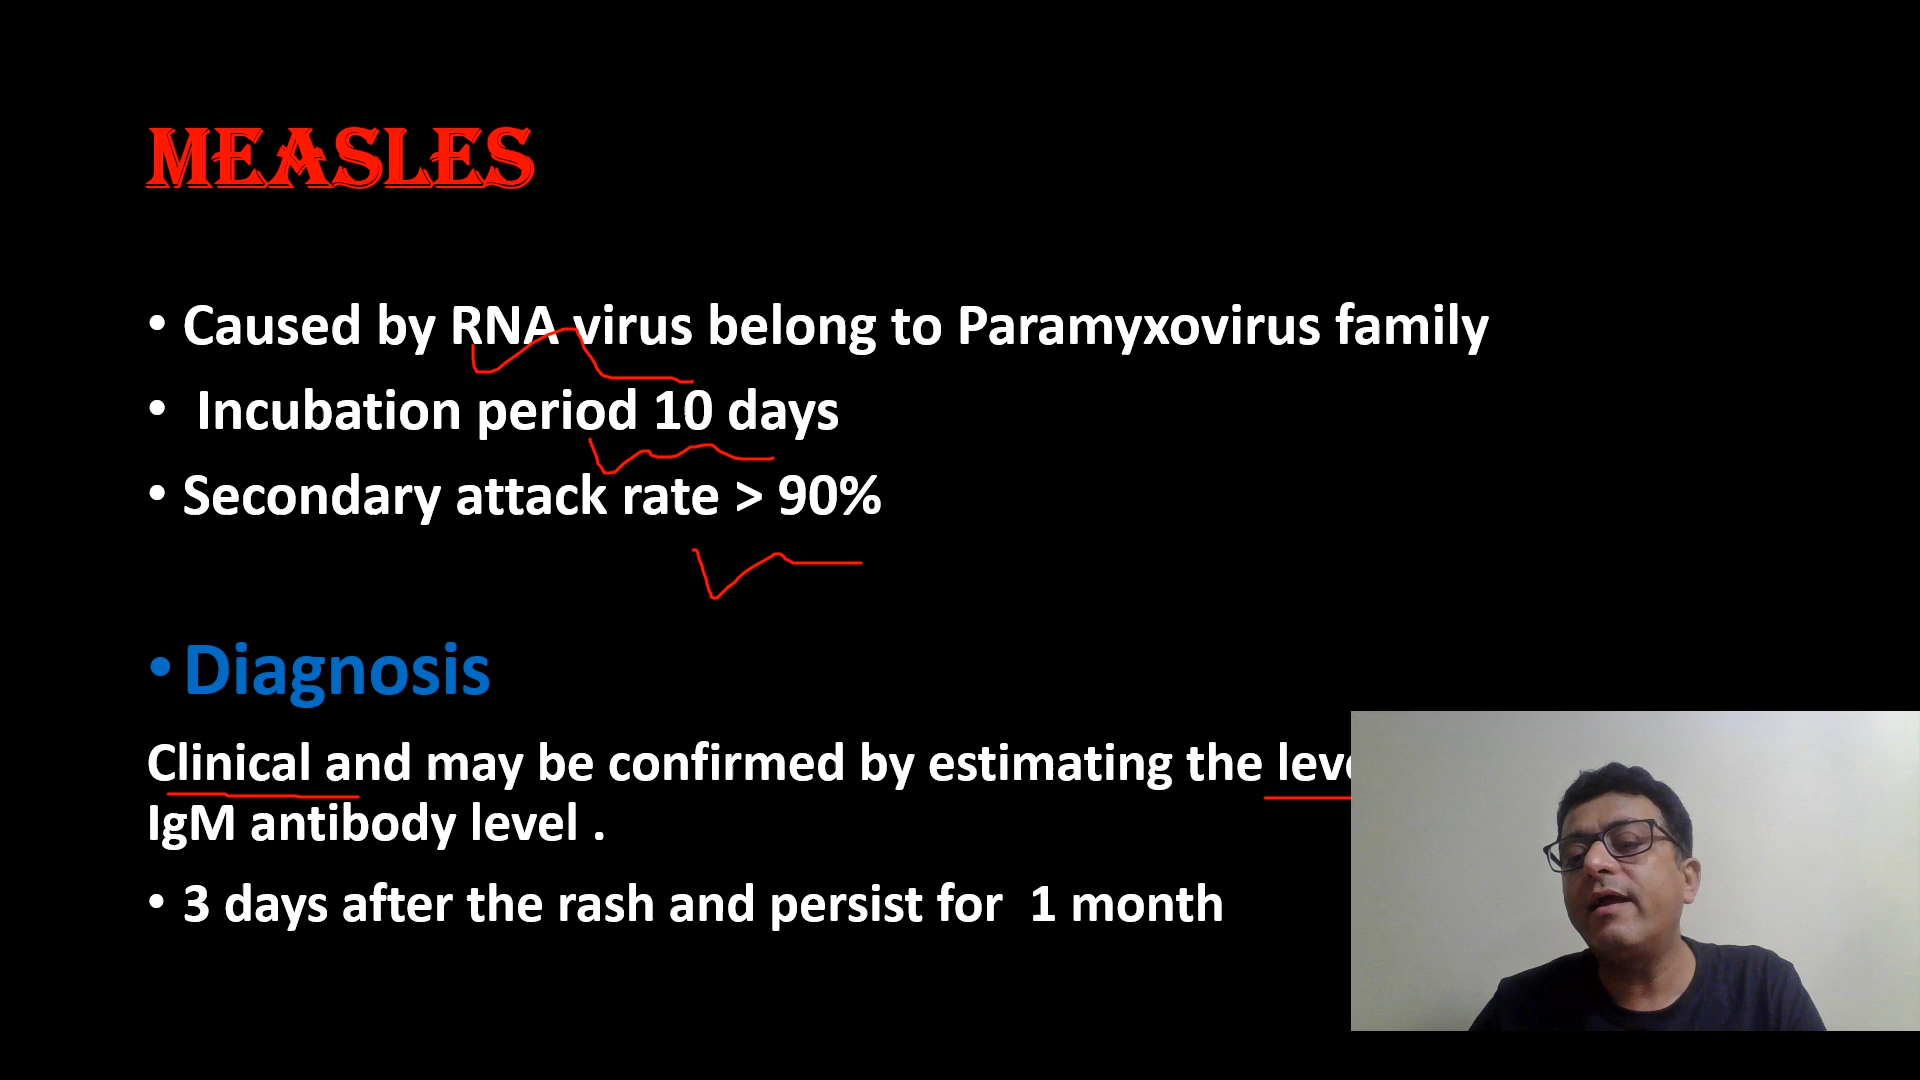 MEASLES
• Caused by RNA virus belong to Paramyxovirus family
• Incubation period 10 days
• Secondary attack rate > 90%
• Diagnosis
Clinical and may be confirmed by estimating the
IgM antibody level .
• 3 days after the rash and persist for 1 month